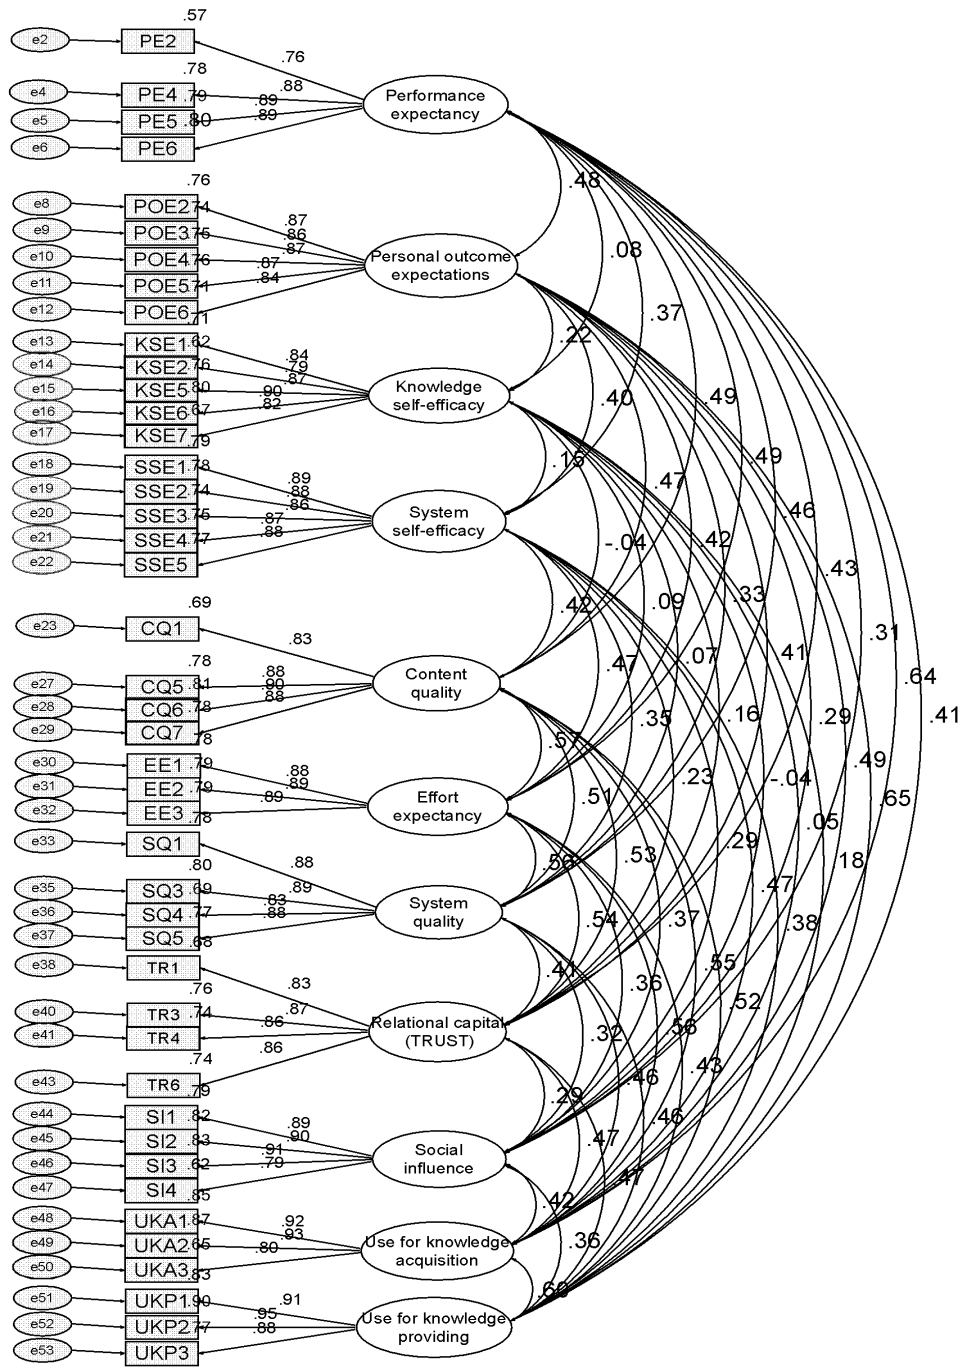 .57
e2
PE2
.76
.78
e4
PE4
.79
.88
e5
PE5
.80
.89
e6
PE6
.89
Performance
expectancy
.48
.76
e8
POE2
.74
.87
e9
POE3
.75
.86
e10
POE4
.76
.87
e11
POE5
.71
.87
e12
POE6
.71
.84
Personal outcome
expectations
.08
.37
.22
e13
KSE1
.62
.84
e14
KSE2
.76
.79
e15
KSE5
.80
.87
e16
KSE6
.67
.90
e17
KSE7
.79
.82
Knowledge
self-efficacy
.40
.49
.15
.49
.47
e18
SSE1
.78
.89
e19
SSE2
.74
.88
e20
SSE3
.75
.86
e21
SSE4
.77
.87
e22
SSE5
.88
System
self-efficacy
.46
-.04
.42
.43
.69
e23
CQ1
.83
.42
.09
.33
.31
.78
e27
CQ5
.81
.88
e28
CQ6
.78
.90
e29
CQ7
.78
.88
Content
quality
.47
.07
.41
.64
.35
.16
.29
.41
e30
EE1
.79
.88
e31
EE2
.79
.89
e32
EE3
.78
.89
Effort
expectancy
.57
.23
-.04
.49
.51
.05
.65
e33
SQ1
.88
.80
e35
SQ3
.69
.89
e36
SQ4
.77
.83
e37
SQ5
.68
.88
System
quality
.56
.53
.29
.18
.54
.37
.47
.38
e38
TR1
.83
.76
e40
TR3
.74
.87
e41
TR4
.86
.74
e43
TR6
.79
.86
Relational capital
(TRUST)
.41
.36
.55
.52
.32
.56
.29
.46
.43
e44
SI1
.82
.89
e45
SI2
.83
.90
e46
SI3
.62
.91
e47
SI4
.85
.79
Social
influence
.47
.46
.42
.47
e48
UKA1
.87
.92
e49
UKA2
.65
.93
e50
UKA3
.83
.80
Use for knowledge
acquisition
.36
e51
UKP1
.90
.91
e52
UKP2
.77
.95
e53
UKP3
.88
Use for knowledge
providing